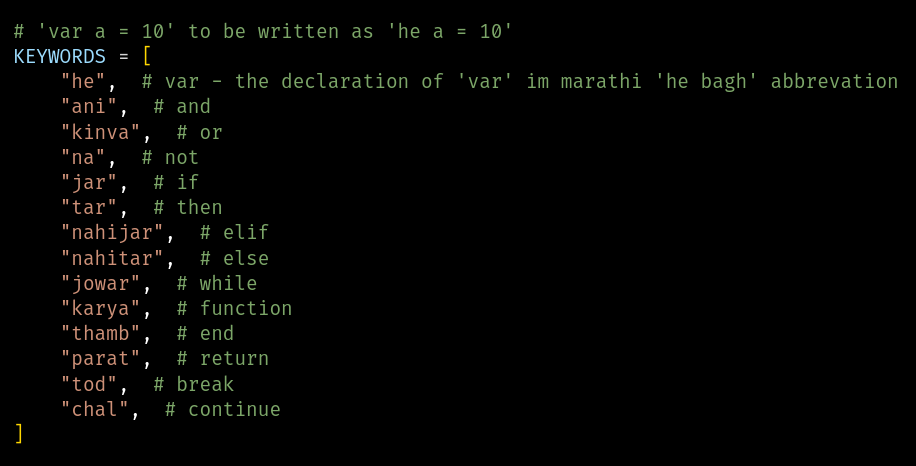 # 'var a = 10' to be written as 'he a = 10'
KEYWORDS = [
    "he",  # var - the declaration of 'var' im marathi 'he bagh' abbrevation
    "ani",  # and
    "kinva",  # or
    "na",  # not
    "jar",  # if
    "tar",  # then
    "nahijar",  # elif
    "nahitar",  # else
    "jowar",  # while
    "karya",  # function
    "thamb",  # end
    "parat",  # return
    "tod",  # break
    "chal",  # continue
]